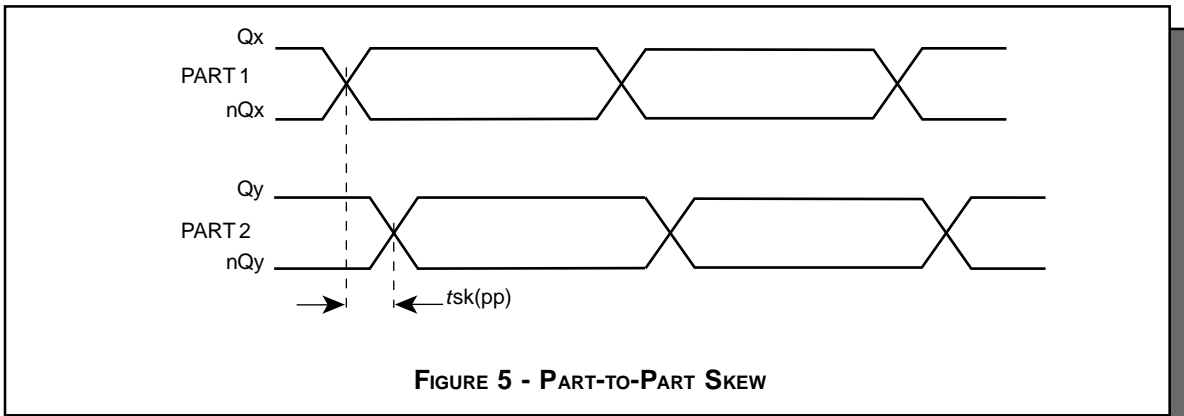 Qx
PART 1
nQx
Qy
PART 2
nQy
tsk(pp)
FIGURE 5 - PART-TO-PART SKEW